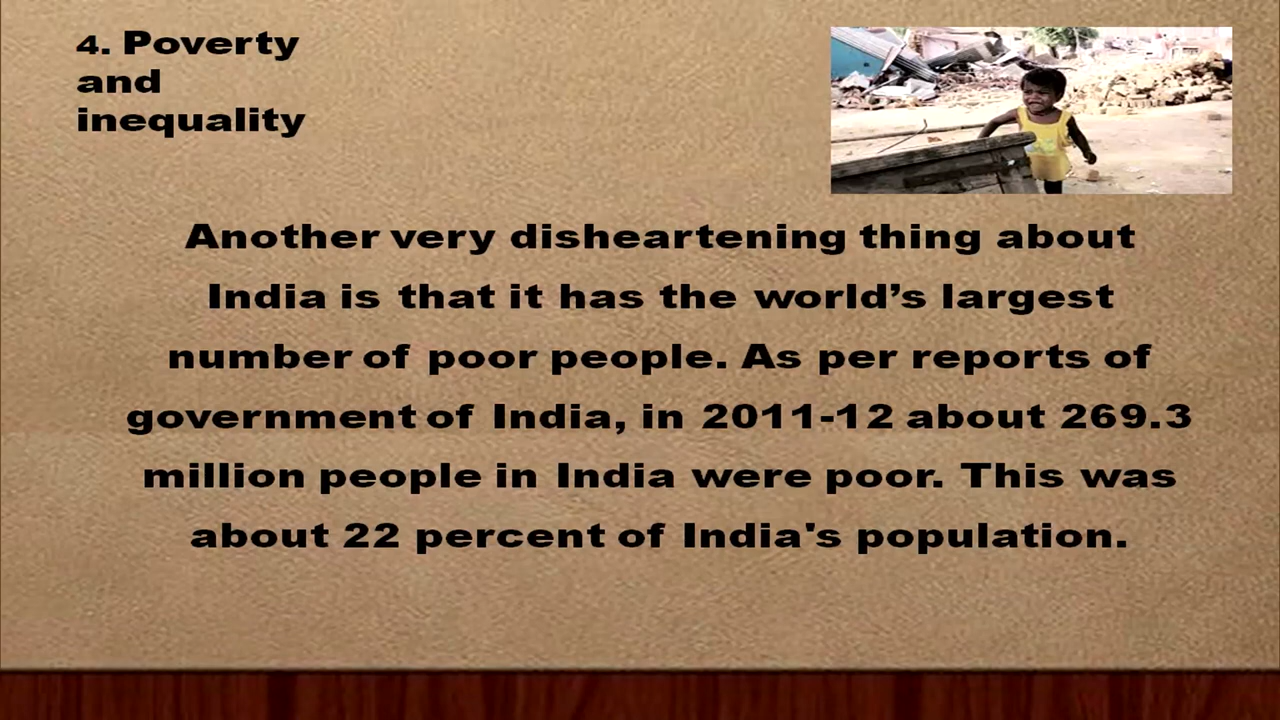 4. Poverty
and
inequality
Another very disheartening thing about
India is that it has the world’s largest
number of poor people. As per reports of
government of India, in 2011-12 about 269.3
million people in India were poor. This was
about 22 percent of India's population.